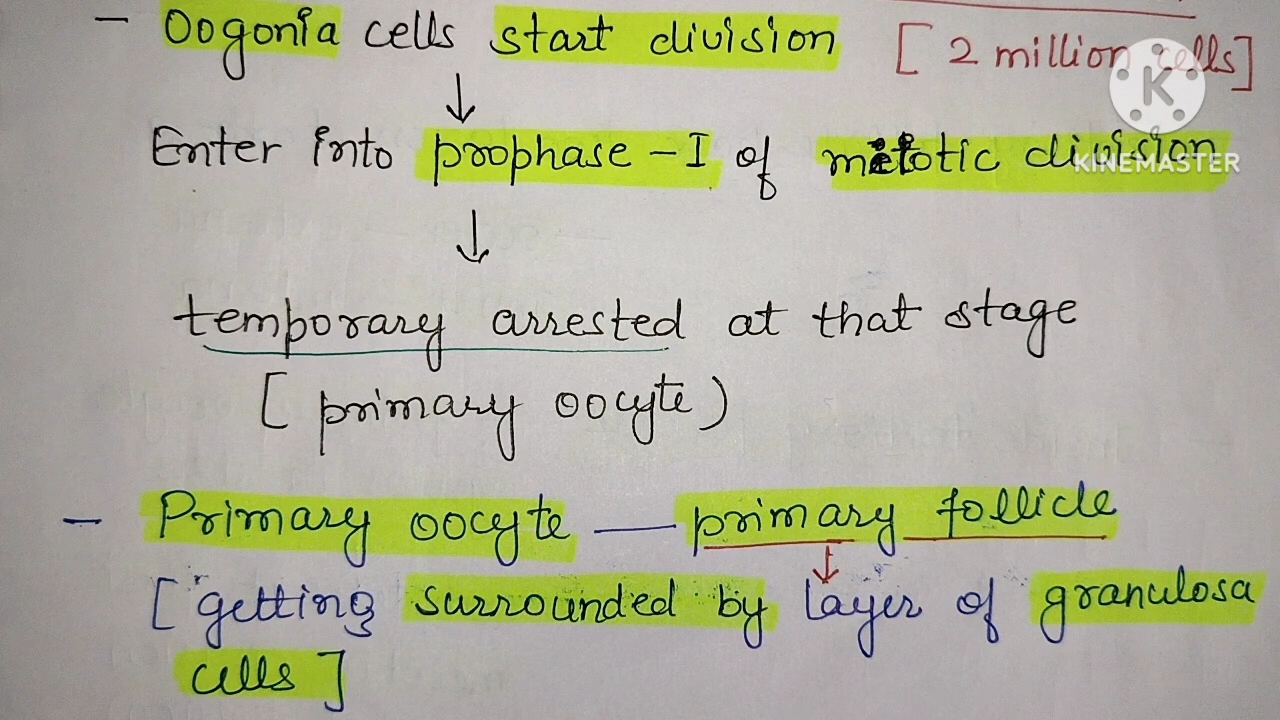 - Oogonia cells start division [2 million cells]
↓
Enter into prophase-I of meiotic division
↓
temporary arrested at that stage
[primary oocyte)
- Primary oocyte — primary follicle
↓
[getting surrounded by layer of granulosa
cells]
K
KINEMASTER